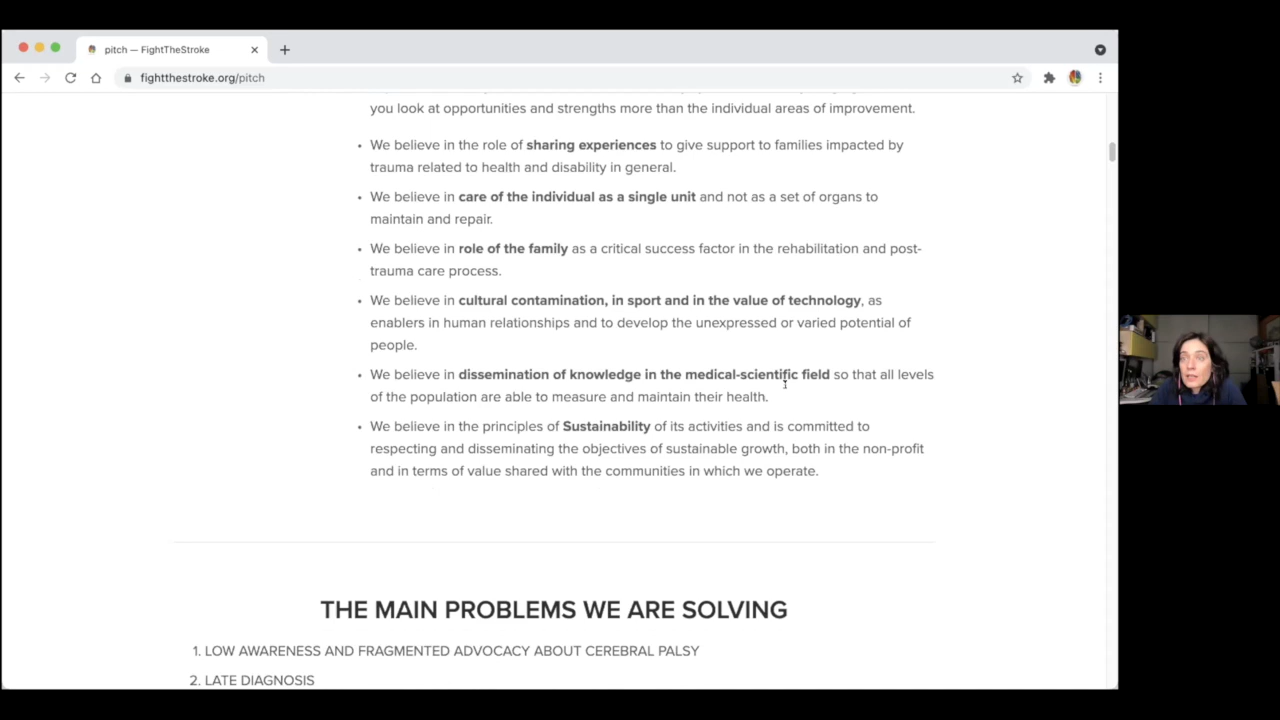 pitch — FightTheStroke
fightthestroke.org/pitch
you look at opportunities and strengths more than the individual areas of improvement.
• We believe in the role of sharing experiences to give support to families impacted by
trauma related to health and disability in general.
• We believe in care of the individual as a single unit and not as a set of organs to
maintain and repair.
• We believe in role of the family as a critical success factor in the rehabilitation and post-
trauma care process.
• We believe in cultural contamination, in sport and in the value of technology, as
enablers in human relationships and to develop the unexpressed or varied potential of
people.
• We believe in dissemination of knowledge in the medical-scientific field so that all levels
of the population are able to measure and maintain their health.
• We believe in the principles of Sustainability of its activities and is committed to
respecting and disseminating the objectives of sustainable growth, both in the non-profit
and in terms of value shared with the communities in which we operate.
THE MAIN PROBLEMS WE ARE SOLVING
1. LOW AWARENESS AND FRAGMENTED ADVOCACY ABOUT CEREBRAL PALSY
2. LATE DIAGNOSIS